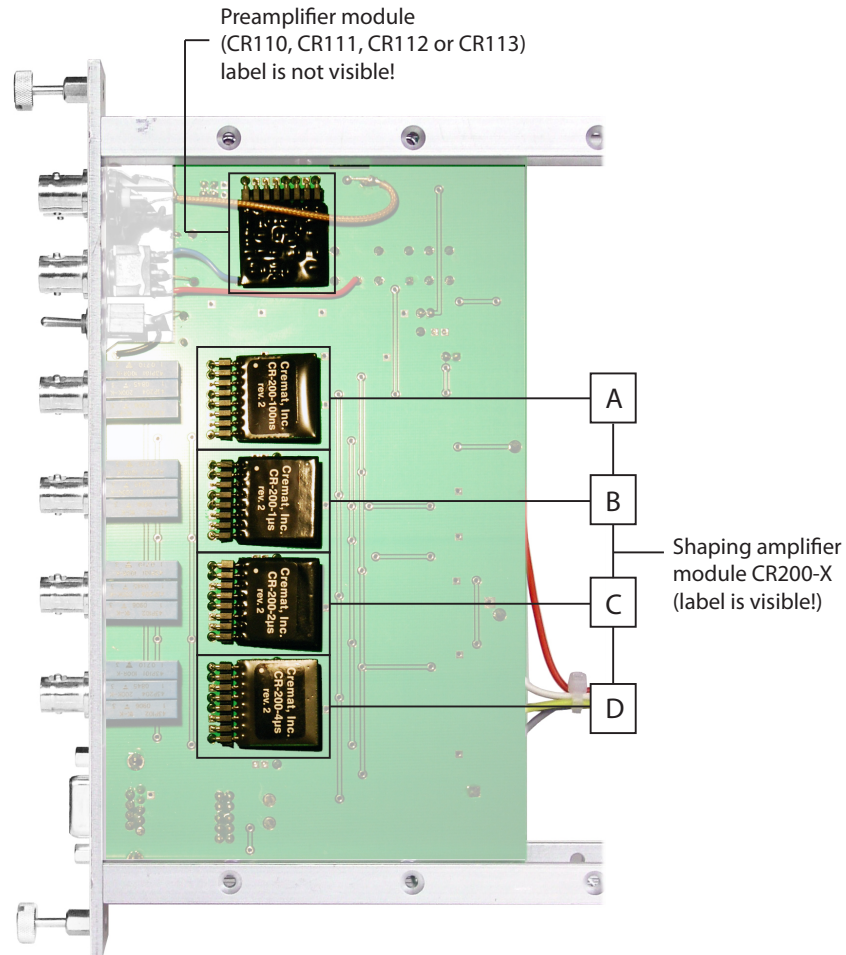 Preamplifier module
(CR110, CR111, CR112 or CR113)
label is not visible!
Cremat, Inc.
CR-200-100ns
rev. 2
A
Cremat, Inc.
CR-200-1µs
rev. 2
B
Shaping amplifier
module CR200-X
(label is visible!)
Cremat, Inc.
CR-200-2µs
rev. 2
C
Cremat, Inc.
CR-200-4µs
rev. 2
D